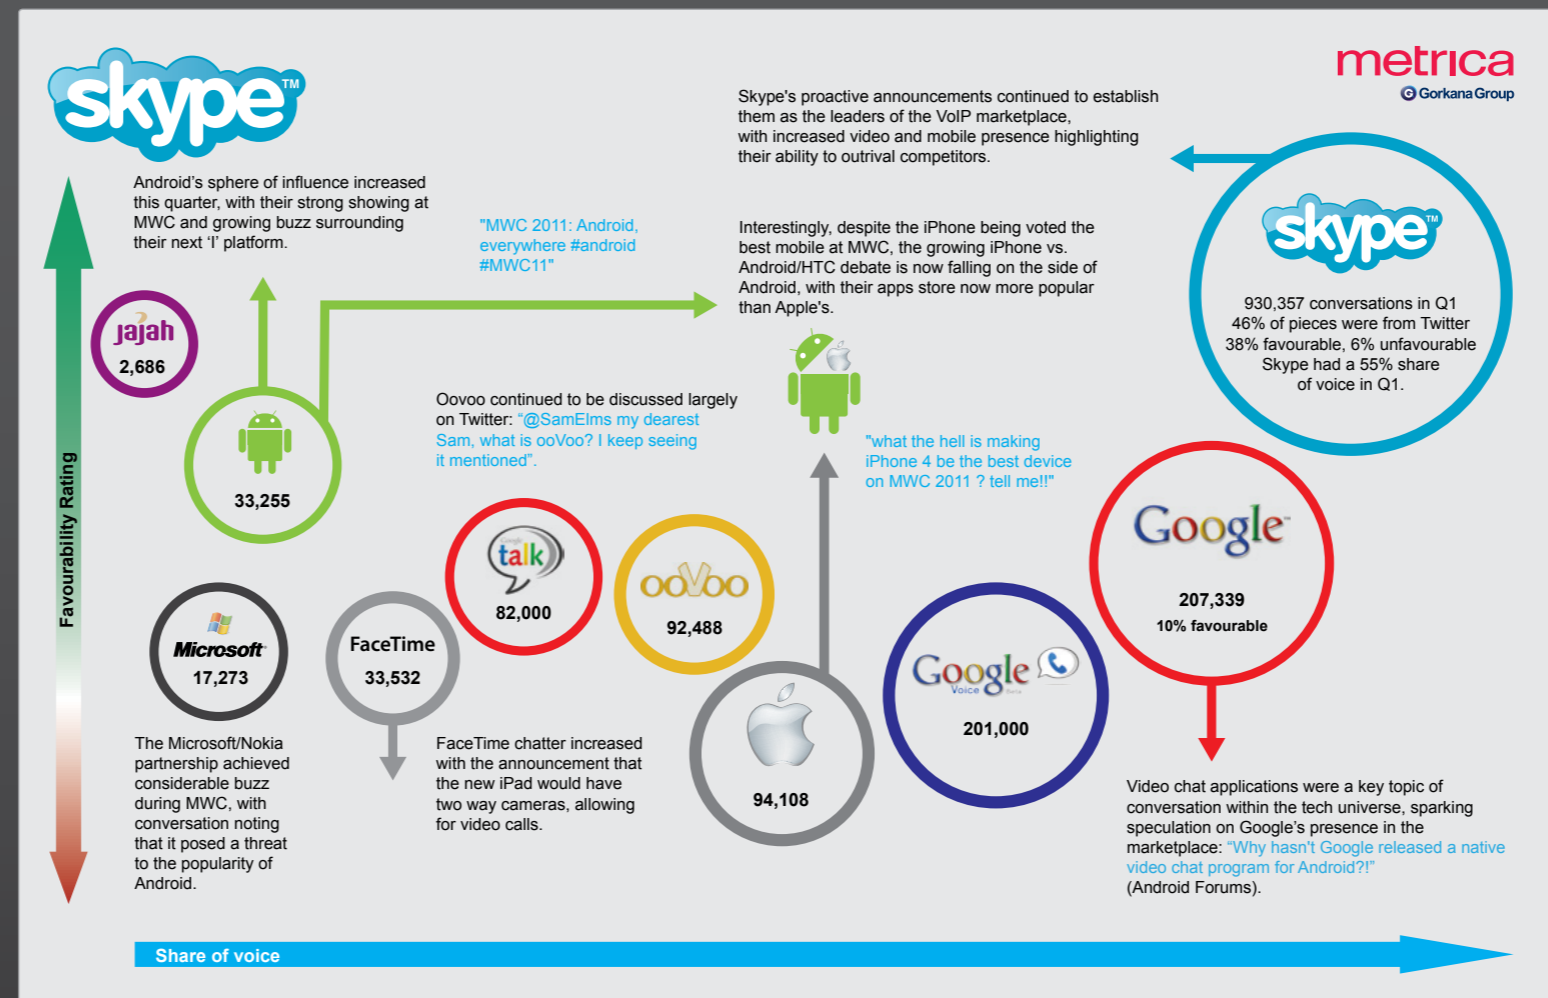 skype™
metrica
G Gorkana Group
Skype's proactive announcements continued to establish
them as the leaders of the VoIP marketplace,
with increased video and mobile presence highlighting
their ability to outrival competitors.
Android's sphere of influence increased
this quarter, with their strong showing at
MWC and growing buzz surrounding
their next 'I' platform.
"MWC 2011: Android,
everywhere #android
#MWC11"
Interestingly, despite the iPhone being voted the
best mobile at MWC, the growing iPhone vs.
Android/HTC debate is now falling on the side of
Android, with their apps store now more popular
than Apple's.
skype™
930,357 conversations in Q1
46% of pieces were from Twitter
38% favourable, 6% unfavourable
Skype had a 55% share
of voice in Q1.
jajah
2,686
33,255
Oovoo continued to be discussed largely
on Twitter: “@SamElms my dearest
Sam, what is ooVoo? I keep seeing
it mentioned”.
"what the hell is making
iPhone 4 be the best device
on MWC 2011 ? tell me!!"
Favourability Rating
Google
talk
82,000
ooVoo
92,488
Google™
207,339
10% favourable
Microsoft
17,273
FaceTime
33,532
Google
Voice Beta
201,000
94,108
The Microsoft/Nokia
partnership achieved
considerable buzz
during MWC, with
conversation noting
that it posed a threat
to the popularity of
Android.
FaceTime chatter increased
with the announcement that
the new iPad would have
two way cameras, allowing
for video calls.
Video chat applications were a key topic of
conversation within the tech universe, sparking
speculation on Google's presence in the
marketplace: “Why hasn't Google released a native
video chat program for Android?!”
(Android Forums).
Share of voice